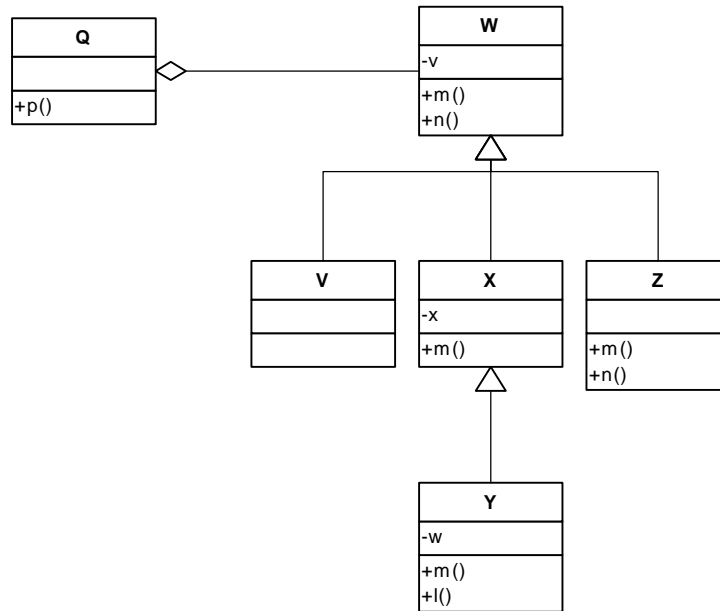 Q
+p()
W
-v
+m()
+n()
V
X
-x
+m()
Z
+m()
+n()
Y
-w
+m()
+l()